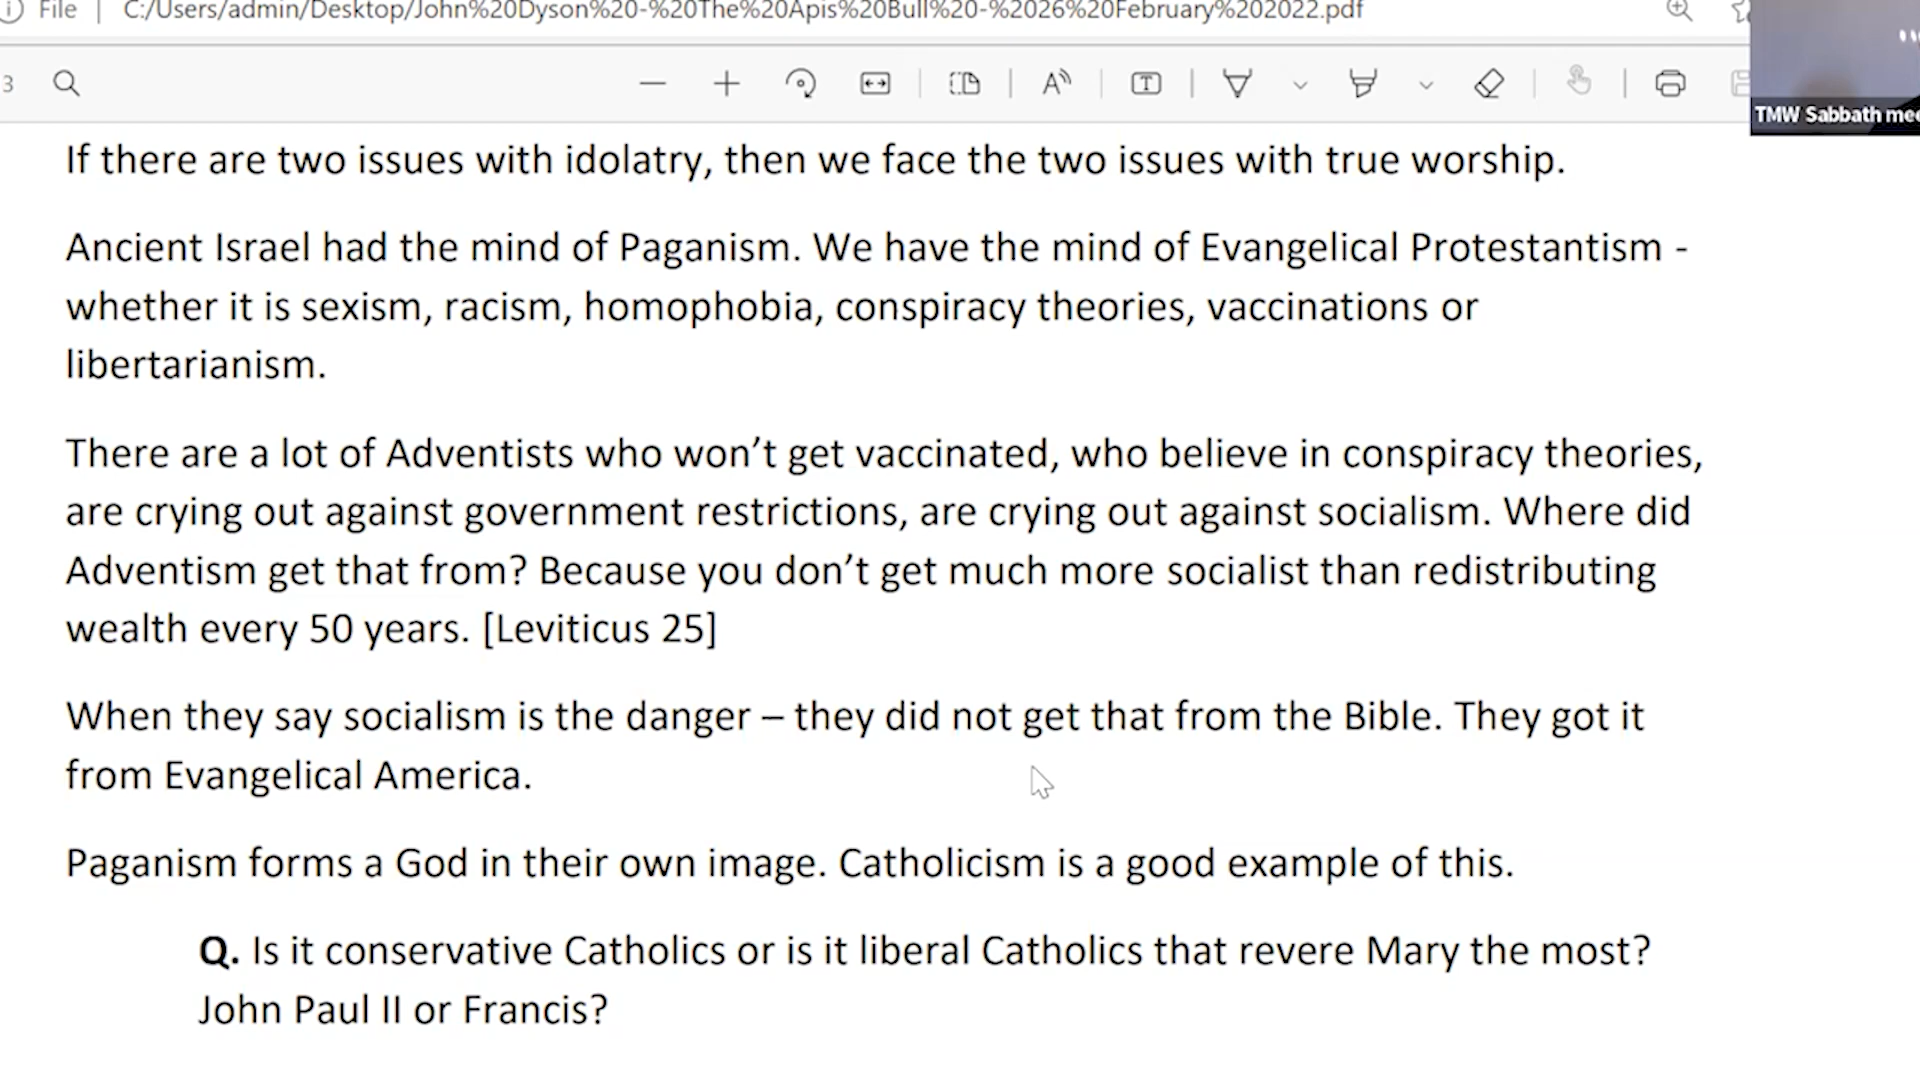 File | C:/Users/admin/Desktop/John%20Dyson%20-%20The%20Apis%20Bull%20-%2026%20February%202022.pdf
3
TMW Sabbath mee
If there are two issues with idolatry, then we face the two issues with true worship.
Ancient Israel had the mind of Paganism. We have the mind of Evangelical Protestantism -
whether it is sexism, racism, homophobia, conspiracy theories, vaccinations or
libertarianism.
There are a lot of Adventists who won’t get vaccinated, who believe in conspiracy theories,
are crying out against government restrictions, are crying out against socialism. Where did
Adventism get that from? Because you don’t get much more socialist than redistributing
wealth every 50 years. [Leviticus 25]
When they say socialism is the danger – they did not get that from the Bible. They got it
from Evangelical America.
Paganism forms a God in their own image. Catholicism is a good example of this.
Q. Is it conservative Catholics or is it liberal Catholics that revere Mary the most?
John Paul II or Francis?